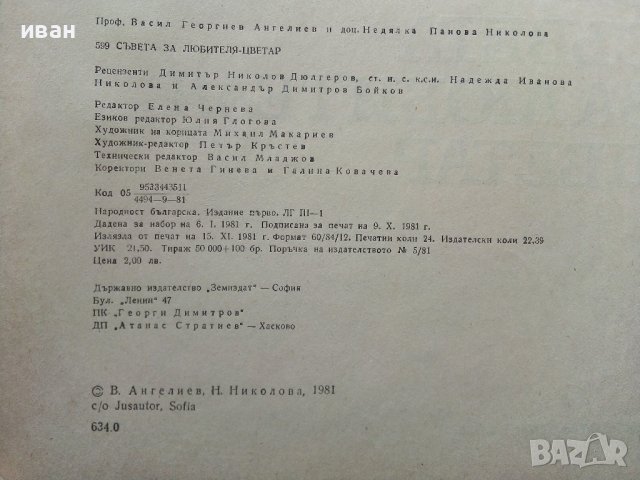 иван
Проф. Васил Георгиев Ангелиев и доц. Недялка Панова Николова
599 СЪВЕТА ЗА ЛЮБИТЕЛЯ-ЦВЕТАР
Рецензенти Димитър Николов Дюлгеров, ст. н. с. к.с.н. Надежда Иванова
Николова и Александър Димитров Бойков
Редактор Елена Чернева
Езиков редактор Юлия Глогова
Художник на корицата Михаил Макариев
Художник-редактор Петър Кръстев
Технически редактор Васил Младжов
Коректори Венета Гинева и Галина Ковачева
Код 05 9533443511
4494—9—81
Народност българска. Издание първо. ЛГ III—1
Дадена за набор на 6. I. 1981 г. Подписана за печат на 9. X. 1981 г.
Излязла от печат на 15. XI. 1981 г. Формат 60/84/12. Печатни коли 24. Издателски коли 22,39
УИК 21,50. Тираж 50 000+100 бр. Поръчка на издателството № 5/81
Цена 2,00 лв.
Държавно издателство „Земиздат" — София
Бул. „Ленин" 47
ПК „Георги Димитров"
ДП „Атанас Стратиев" — Хасково
© В. Ангелиев, Н. Николова, 1981
c/o Jusautor, Sofia
634.0
BAZAR